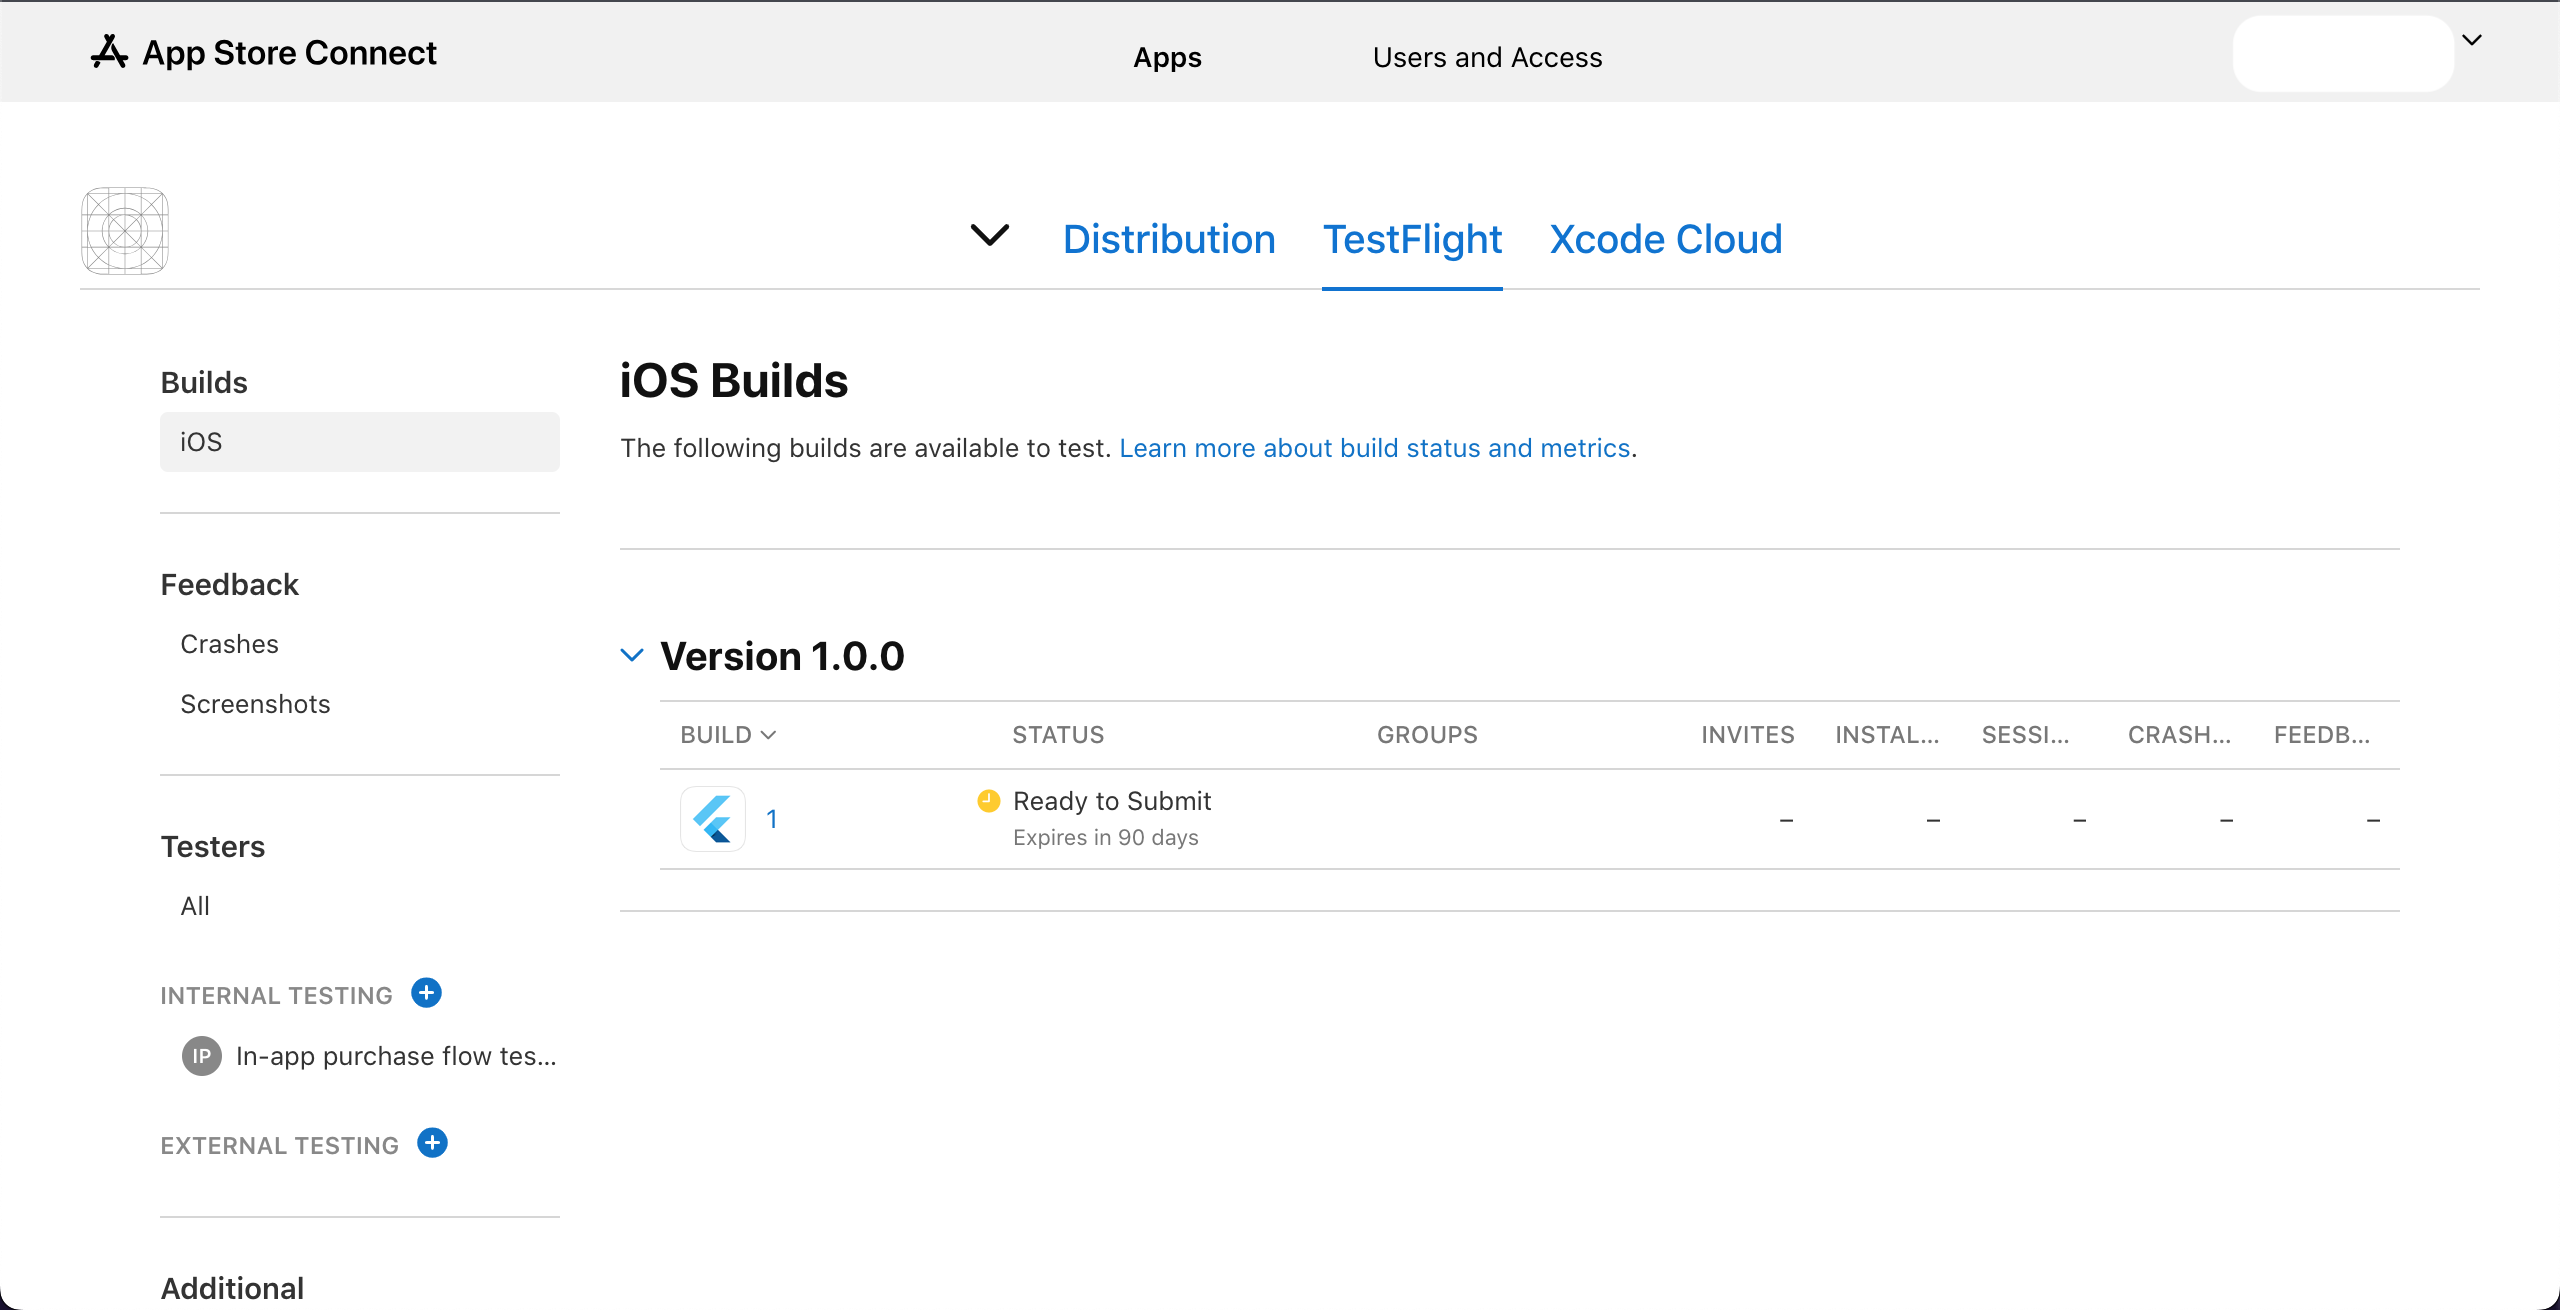 App Store Connect
Apps
Users and Access
Distribution
TestFlight
Xcode Cloud
Builds
iOS
Feedback
Crashes
Screenshots
Testers
All
INTERNAL TESTING
IP In-app purchase flow tes...
EXTERNAL TESTING
Additional
iOS Builds
The following builds are available to test. Learn more about build status and metrics.
Version 1.0.0
BUILD STATUS GROUPS INVITES INSTAL... SESSI... CRASH... FEEDB...
1 Ready to Submit – – – – –
Expires in 90 days